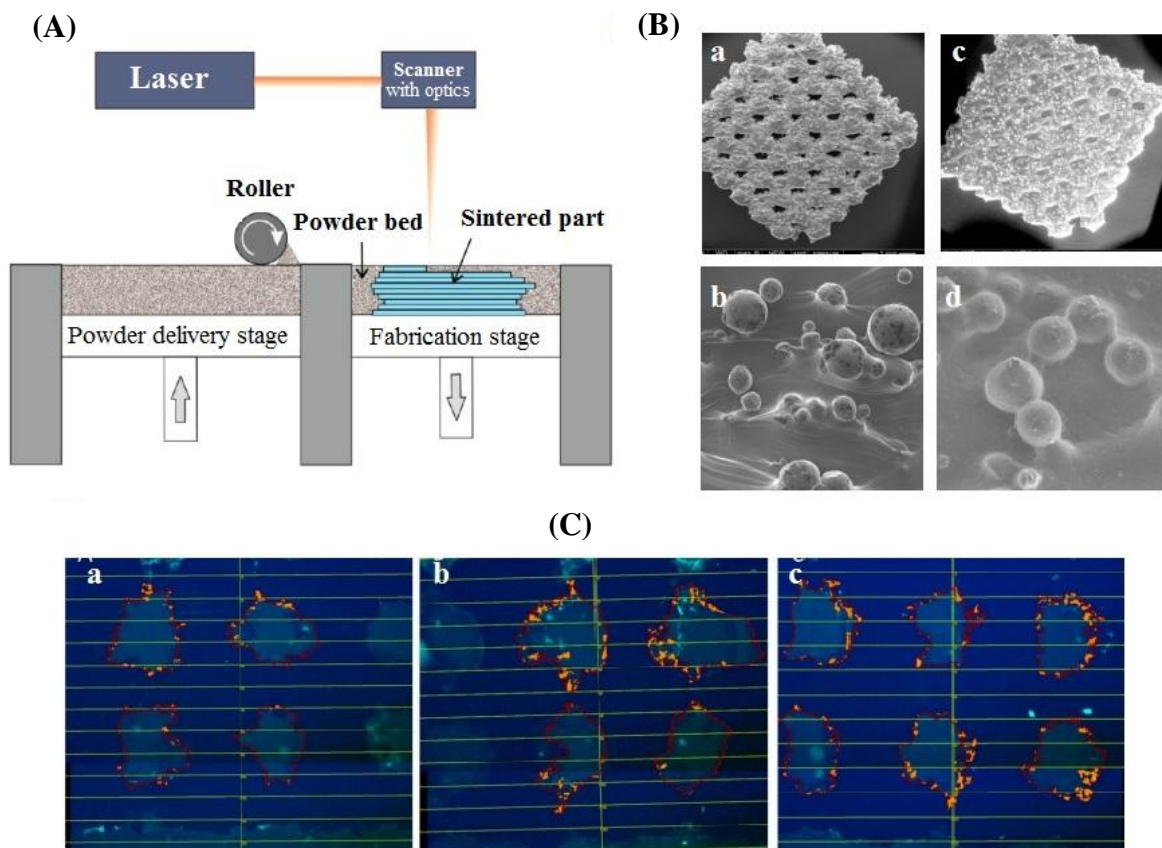 (A)
Laser
Scanner
with optics
Roller
Powder bed
Sintered part
Powder delivery stage
Fabrication stage
(B)
a
c
b
d
(C)
a
b
c